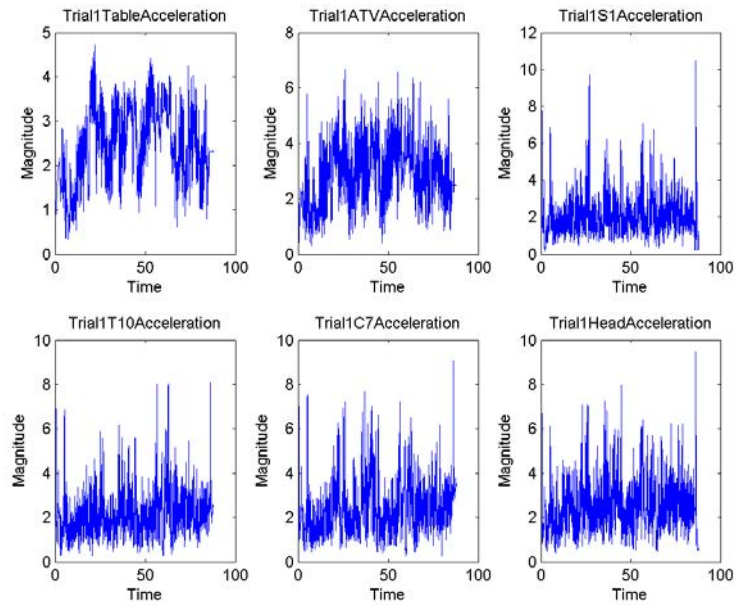 Trial1TableAcceleration
5
4
3
2
1
0
Magnitude
0 50 100
Time
Trial1ATVAcceleration
8
6
4
2
0
Magnitude
0 50 100
Time
Trial1S1Acceleration
12
10
8
6
4
2
0
Magnitude
0 50 100
Time
Trial1T10Acceleration
10
8
6
4
2
0
Magnitude
0 50 100
Time
Trial1C7Acceleration
10
8
6
4
2
0
Magnitude
0 50 100
Time
Trial1HeadAcceleration
10
8
6
4
2
0
Magnitude
0 50 100
Time